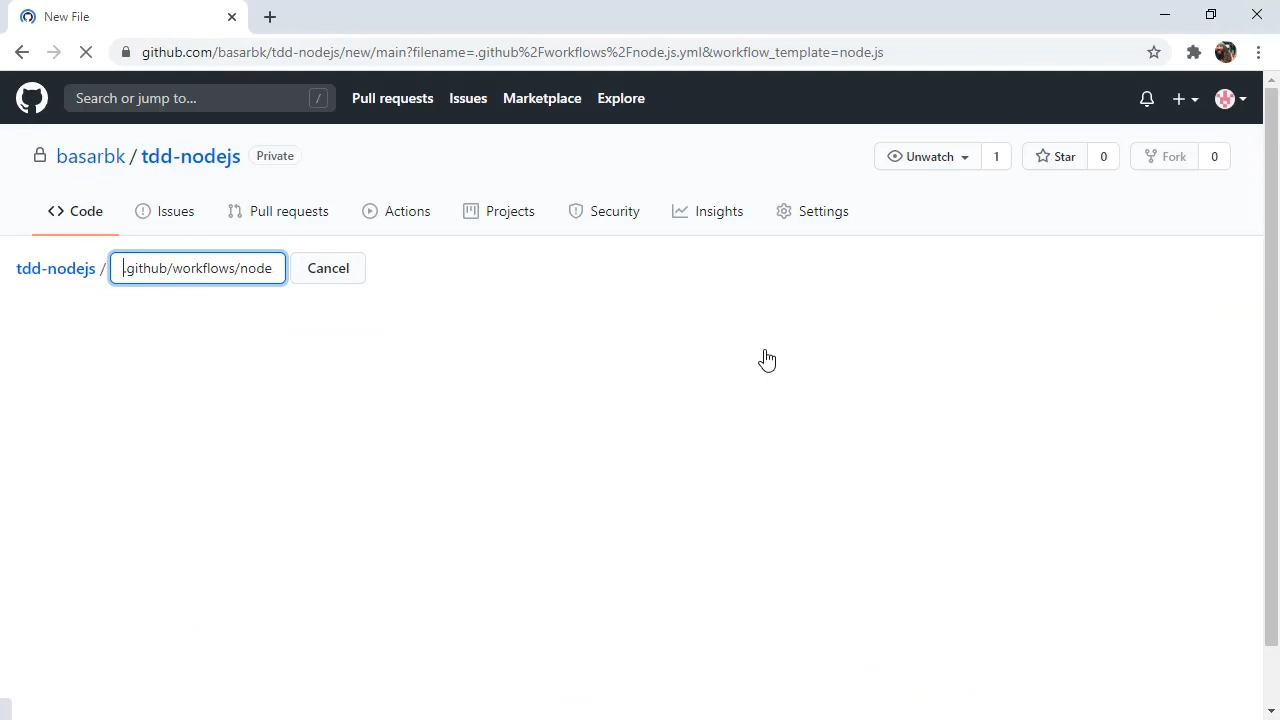 New File
github.com/basarbk/tdd-nodejs/new/main?filename=.github%2Fworkflows%2Fnode.js.yml&workflow_template=node.js
Search or jump to... / Pull requests Issues Marketplace Explore
basarbk / tdd-nodejs Private Unwatch 1 Star 0 Fork 0
Code Issues Pull requests Actions Projects Security Insights Settings
tdd-nodejs / .github/workflows/node Cancel